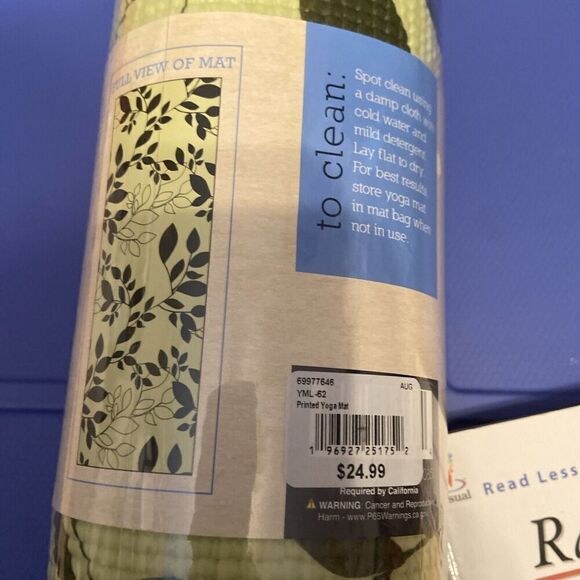 FULL VIEW OF MAT
to clean:
Spot clean using
a damp cloth with
cold water and
mild detergent.
Lay flat to dry.
For best results,
store yoga mat
in mat bag when
not in use.
69977646 AUG
YML-62
Printed Yoga Mat
1 96927 25175 2
$24.99
Required by California
WARNING: Cancer and Reproductive
Harm - www.P65Warnings.ca.gov
Read Less